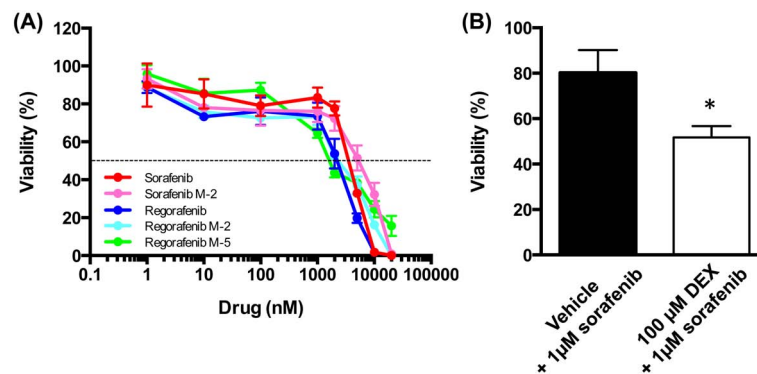 (A)
120
100
80
60
40
20
0
Viability (%)
Sorafenib
Sorafenib M-2
Regorafenib
Regorafenib M-2
Regorafenib M-5
0.1 1 10 100 1000 10000 100000
Drug (nM)
(B)
100
80
60
40
20
0
Viability (%)
*
Vehicle
+ 1µM sorafenib
100 µM DEX
+ 1µM sorafenib